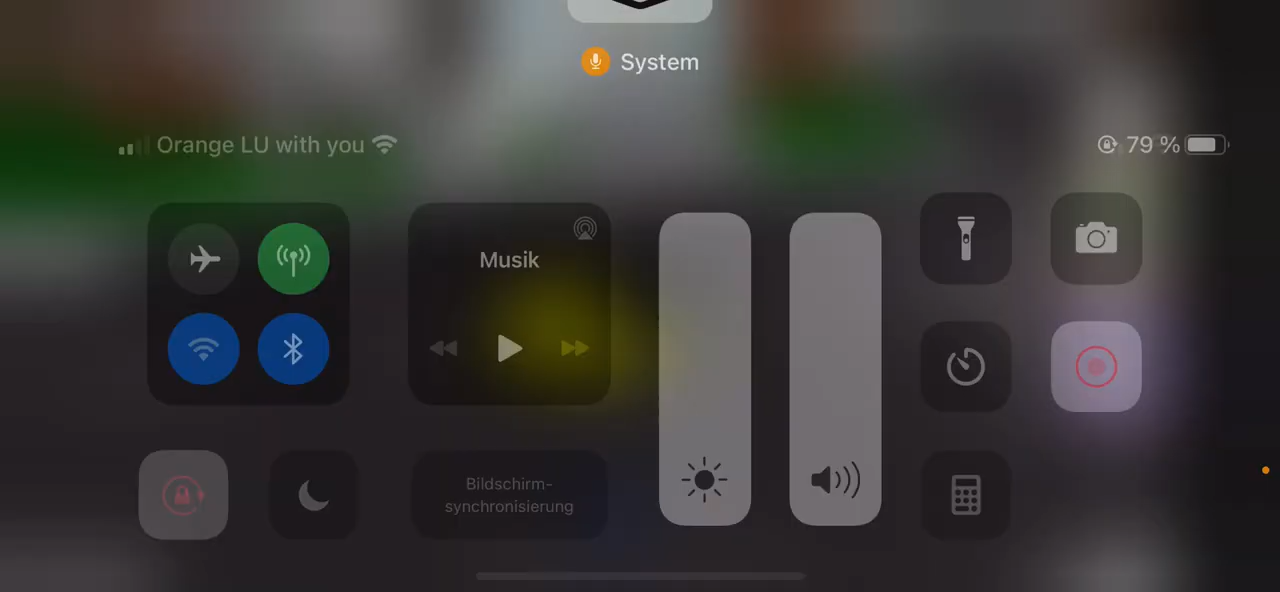 System
Orange LU with you
79 %
Musik
Bildschirm-
synchronisierung